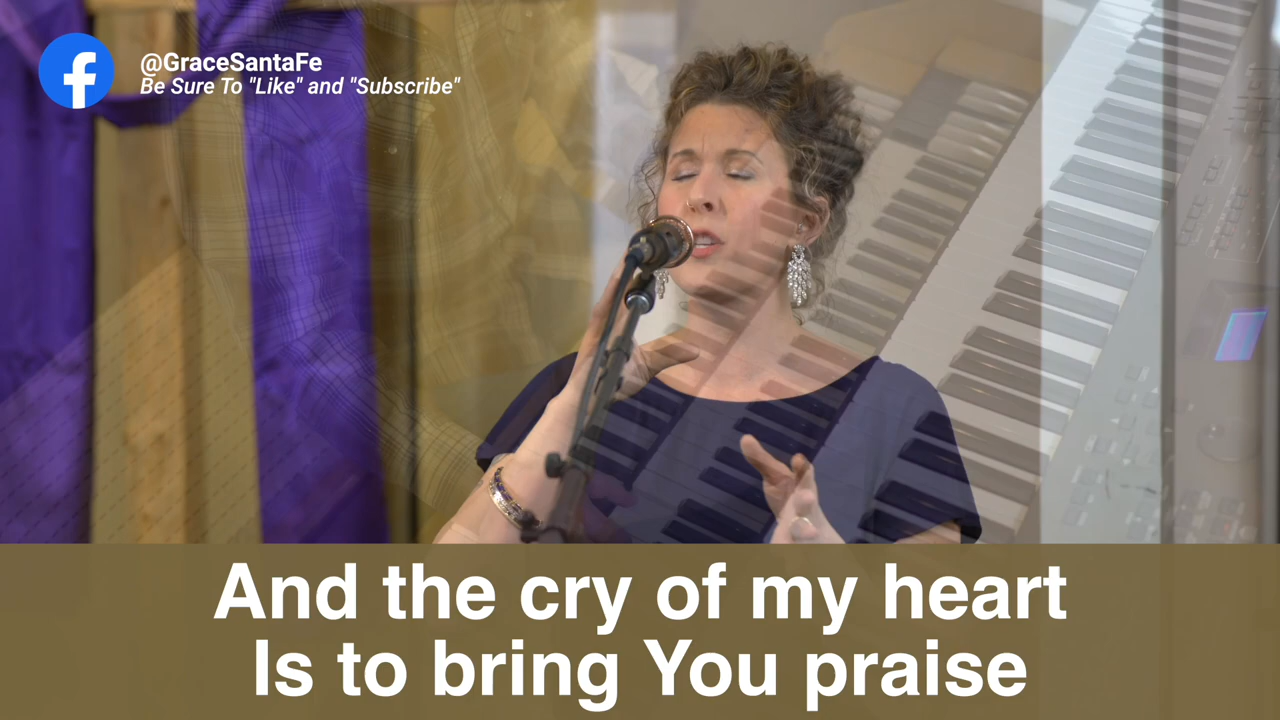 @GraceSantaFe
Be Sure To "Like" and "Subscribe"
And the cry of my heart
Is to bring You praise